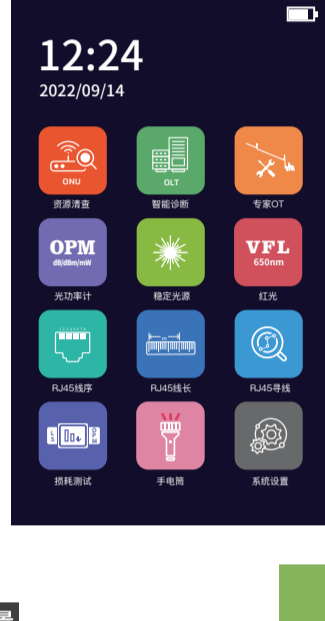 12:24
2022/09/14
ONU
OLT
资源清查
智能诊断
专家OT
OPM
dB/dBm/mW
VFL
650nm
光功率计
稳定光源
红光
RJ45线序
RJ45线长
RJ45寻线
LS
OPM
损耗测试
手电筒
系统设置